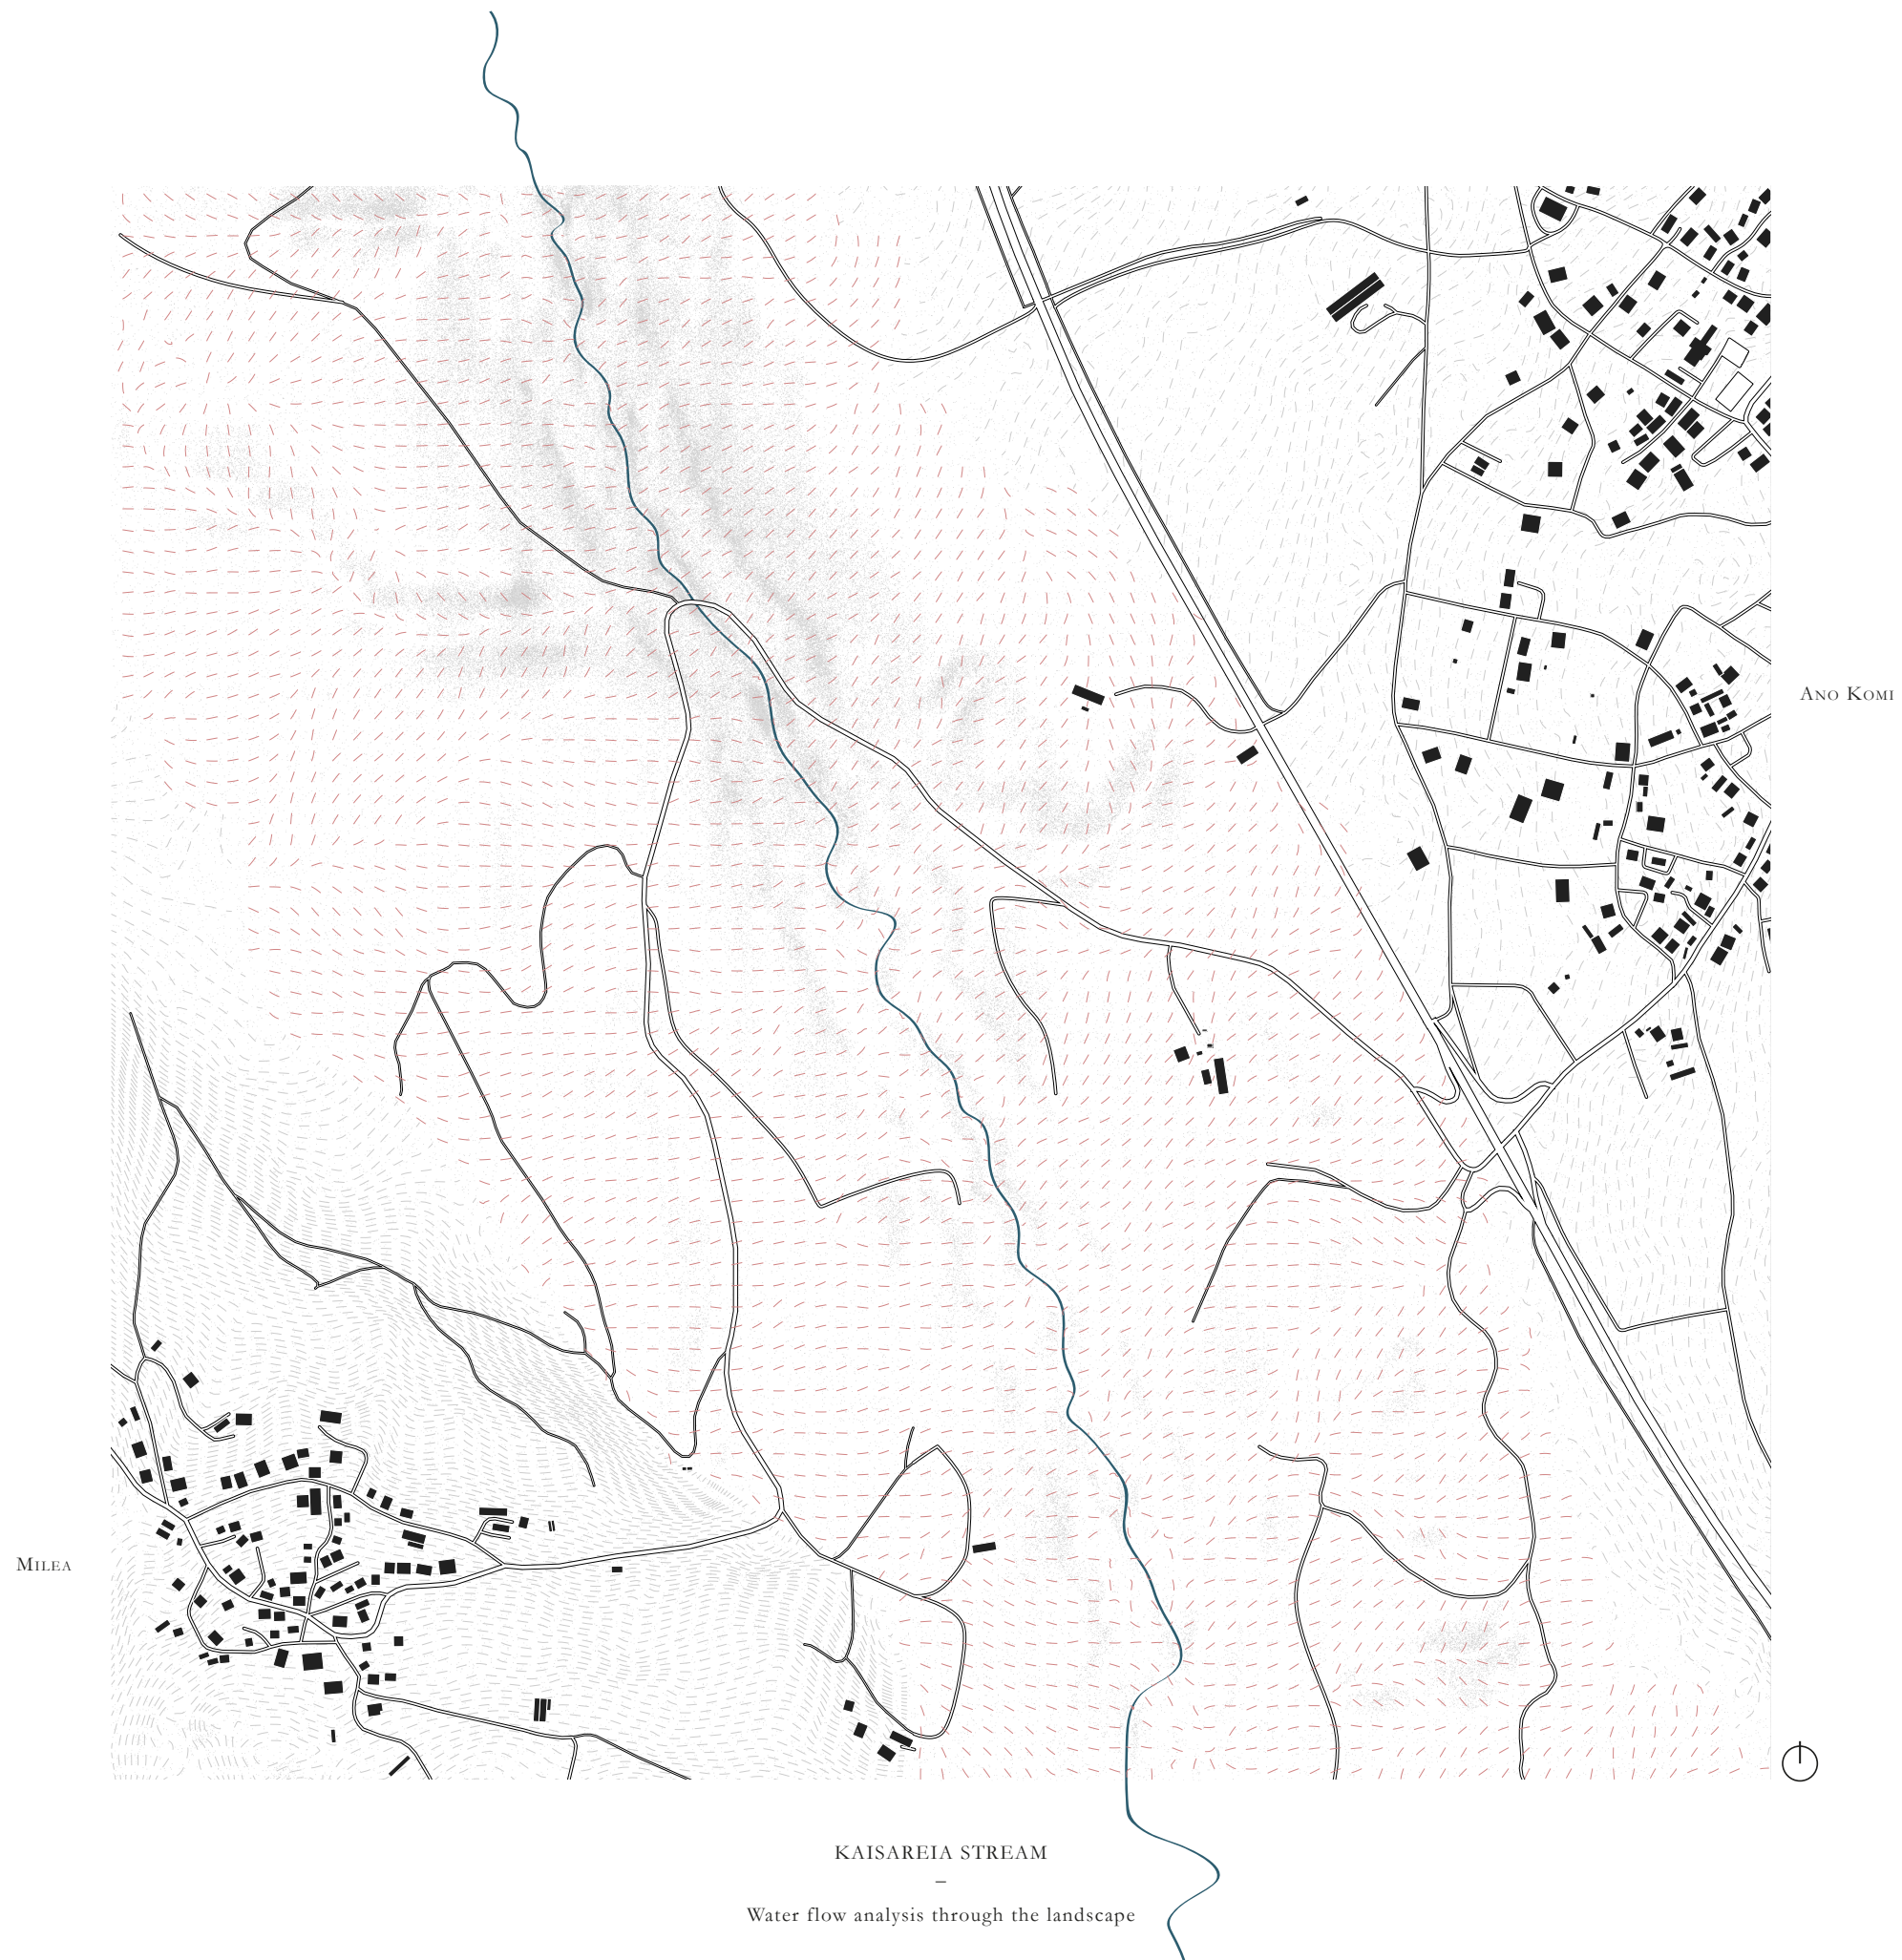 Ano Komi
Milea
KAISAREIA STREAM
–
Water flow analysis through the landscape